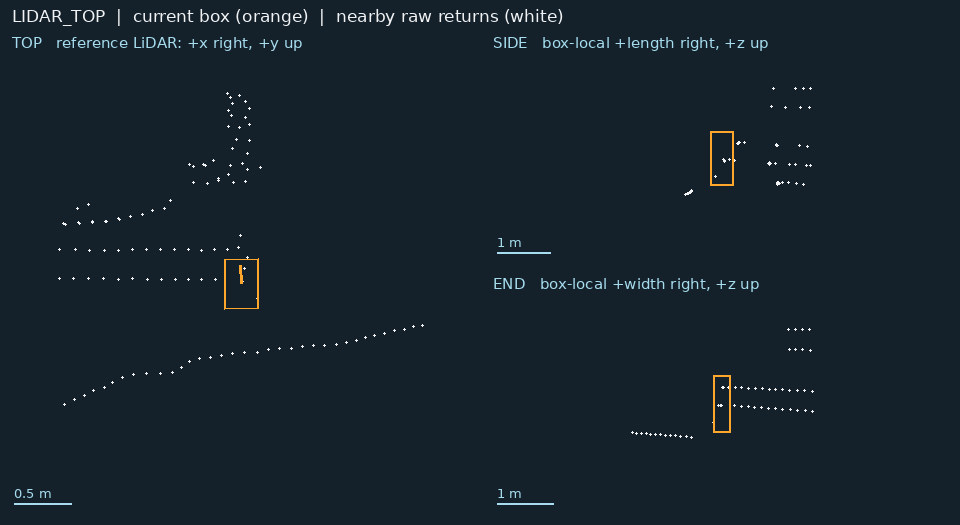 LIDAR_TOP | current box (orange) | nearby raw returns (white)
TOP reference LiDAR: +x right, +y up
SIDE box-local +length right, +z up
1 m
END box-local +width right, +z up
0.5 m
1 m